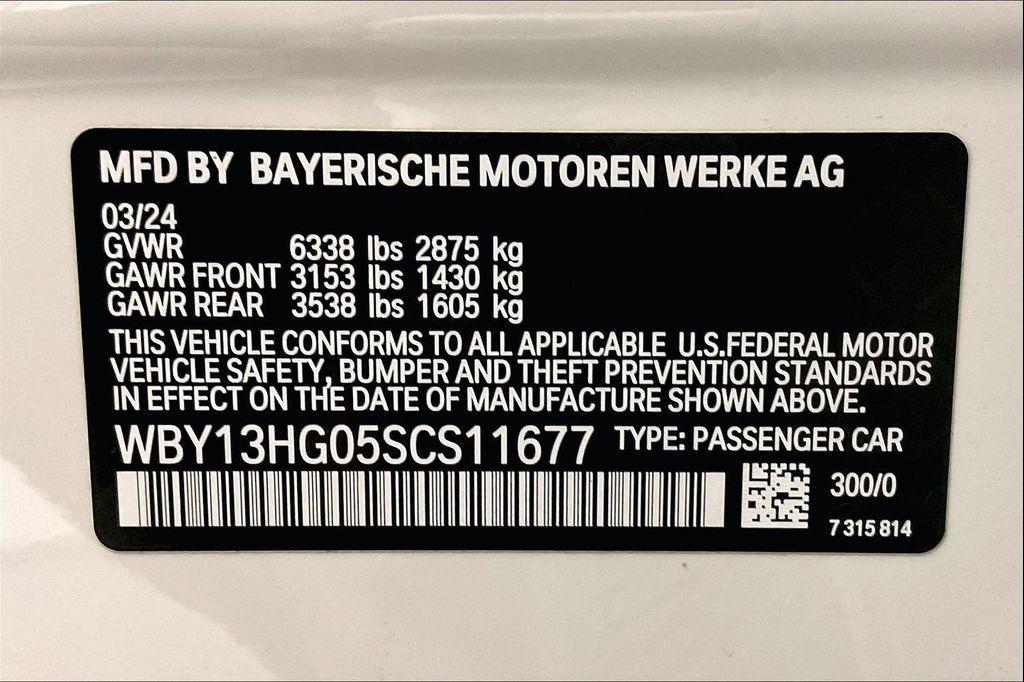 MFD BY BAYERISCHE MOTOREN WERKE AG
03/24
GVWR 6338 lbs 2875 kg
GAWR FRONT 3153 lbs 1430 kg
GAWR REAR 3538 lbs 1605 kg
THIS VEHICLE CONFORMS TO ALL APPLICABLE U.S.FEDERAL MOTOR
VEHICLE SAFETY, BUMPER AND THEFT PREVENTION STANDARDS
IN EFFECT ON THE DATE OF MANUFACTURE SHOWN ABOVE.
WBY13HG05SCS11677 TYPE: PASSENGER CAR
300/0
7 315 814